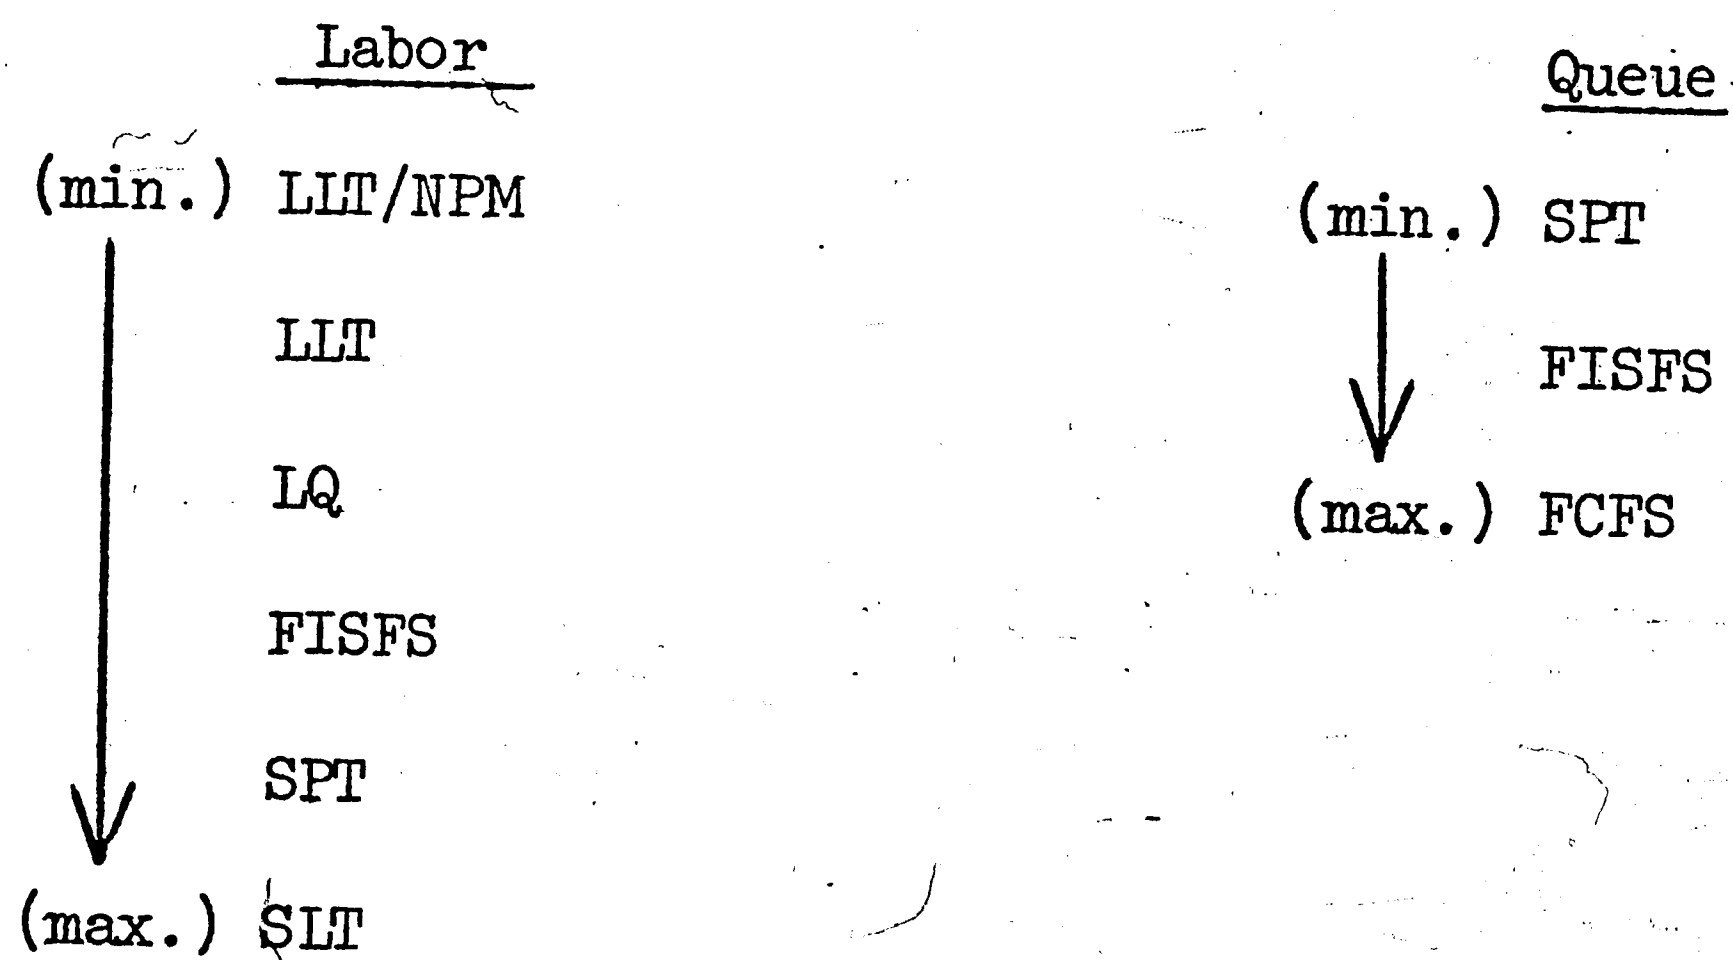 Labor
(min.) LLT/NPM
LLT
LQ
FISFS
SPT
(max.) SLT
Queue
(min.) SPT
FISFS
(max.) FCFS